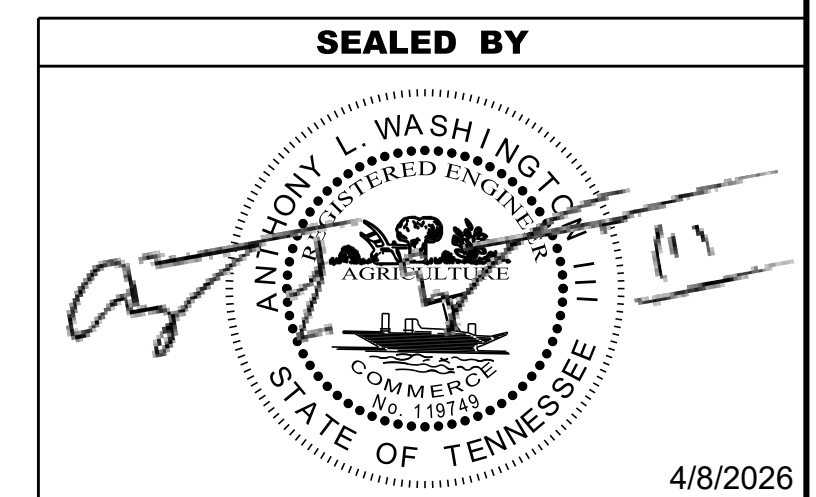 SEALED BY
ANTHONY L. WASHINGTON III
REGISTERED ENGINEER
AGRICULTURE
COMMERCE
No. 119749
STATE OF TENNESSEE
4/8/2026